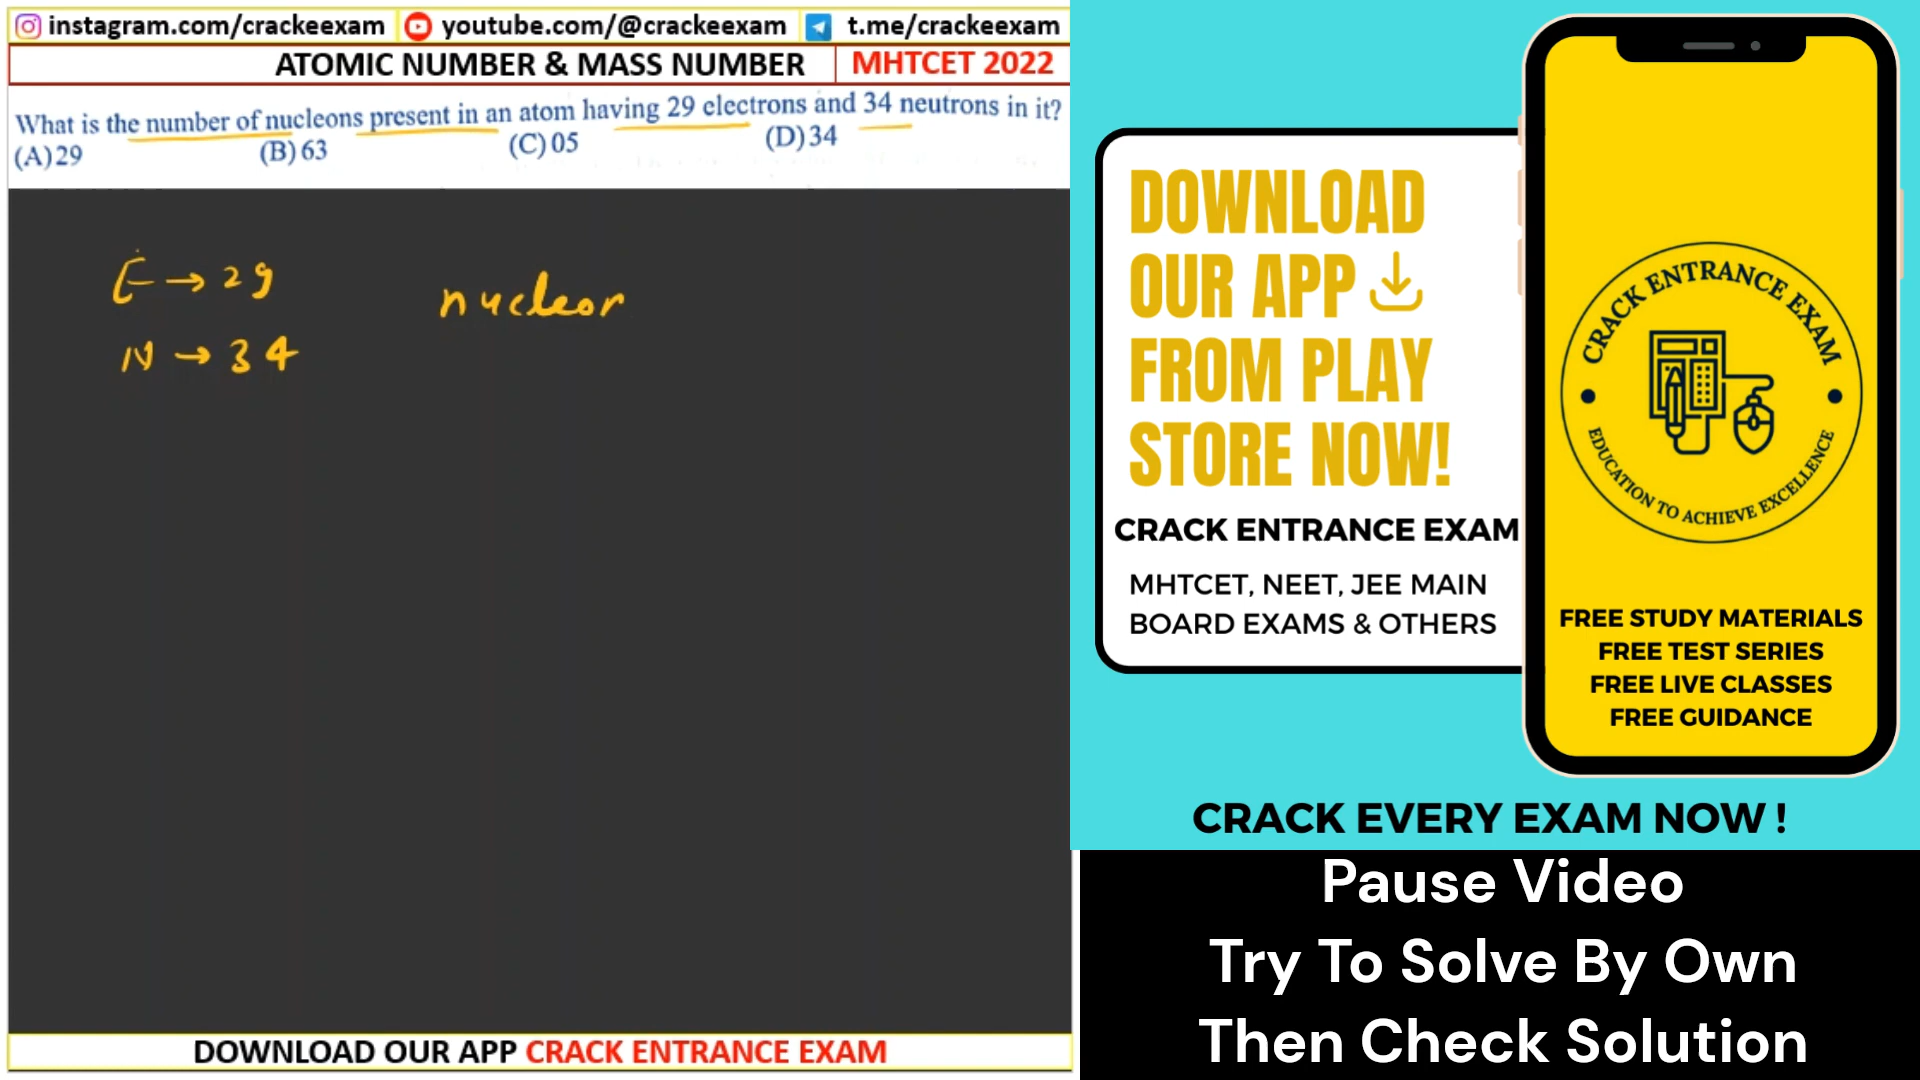 instagram.com/crackeexam youtube.com/@crackeexam t.me/crackeexam
ATOMIC NUMBER & MASS NUMBER MHTCET 2022
What is the number of nucleons present in an atom having 29 electrons and 34 neutrons in it?
(A) 29 (B) 63 (C) 05 (D) 34
E → 29
N → 34
nucleor
DOWNLOAD OUR APP CRACK ENTRANCE EXAM
DOWNLOAD
OUR APP
FROM PLAY
STORE NOW!
CRACK ENTRANCE EXAM
MHTCET, NEET, JEE MAIN
BOARD EXAMS & OTHERS
CRACK ENTRANCE EXAM
EDUCATION TO ACHIEVE EXCELLENCE
FREE STUDY MATERIALS
FREE TEST SERIES
FREE LIVE CLASSES
FREE GUIDANCE
CRACK EVERY EXAM NOW !
Pause Video
Try To Solve By Own
Then Check Solution